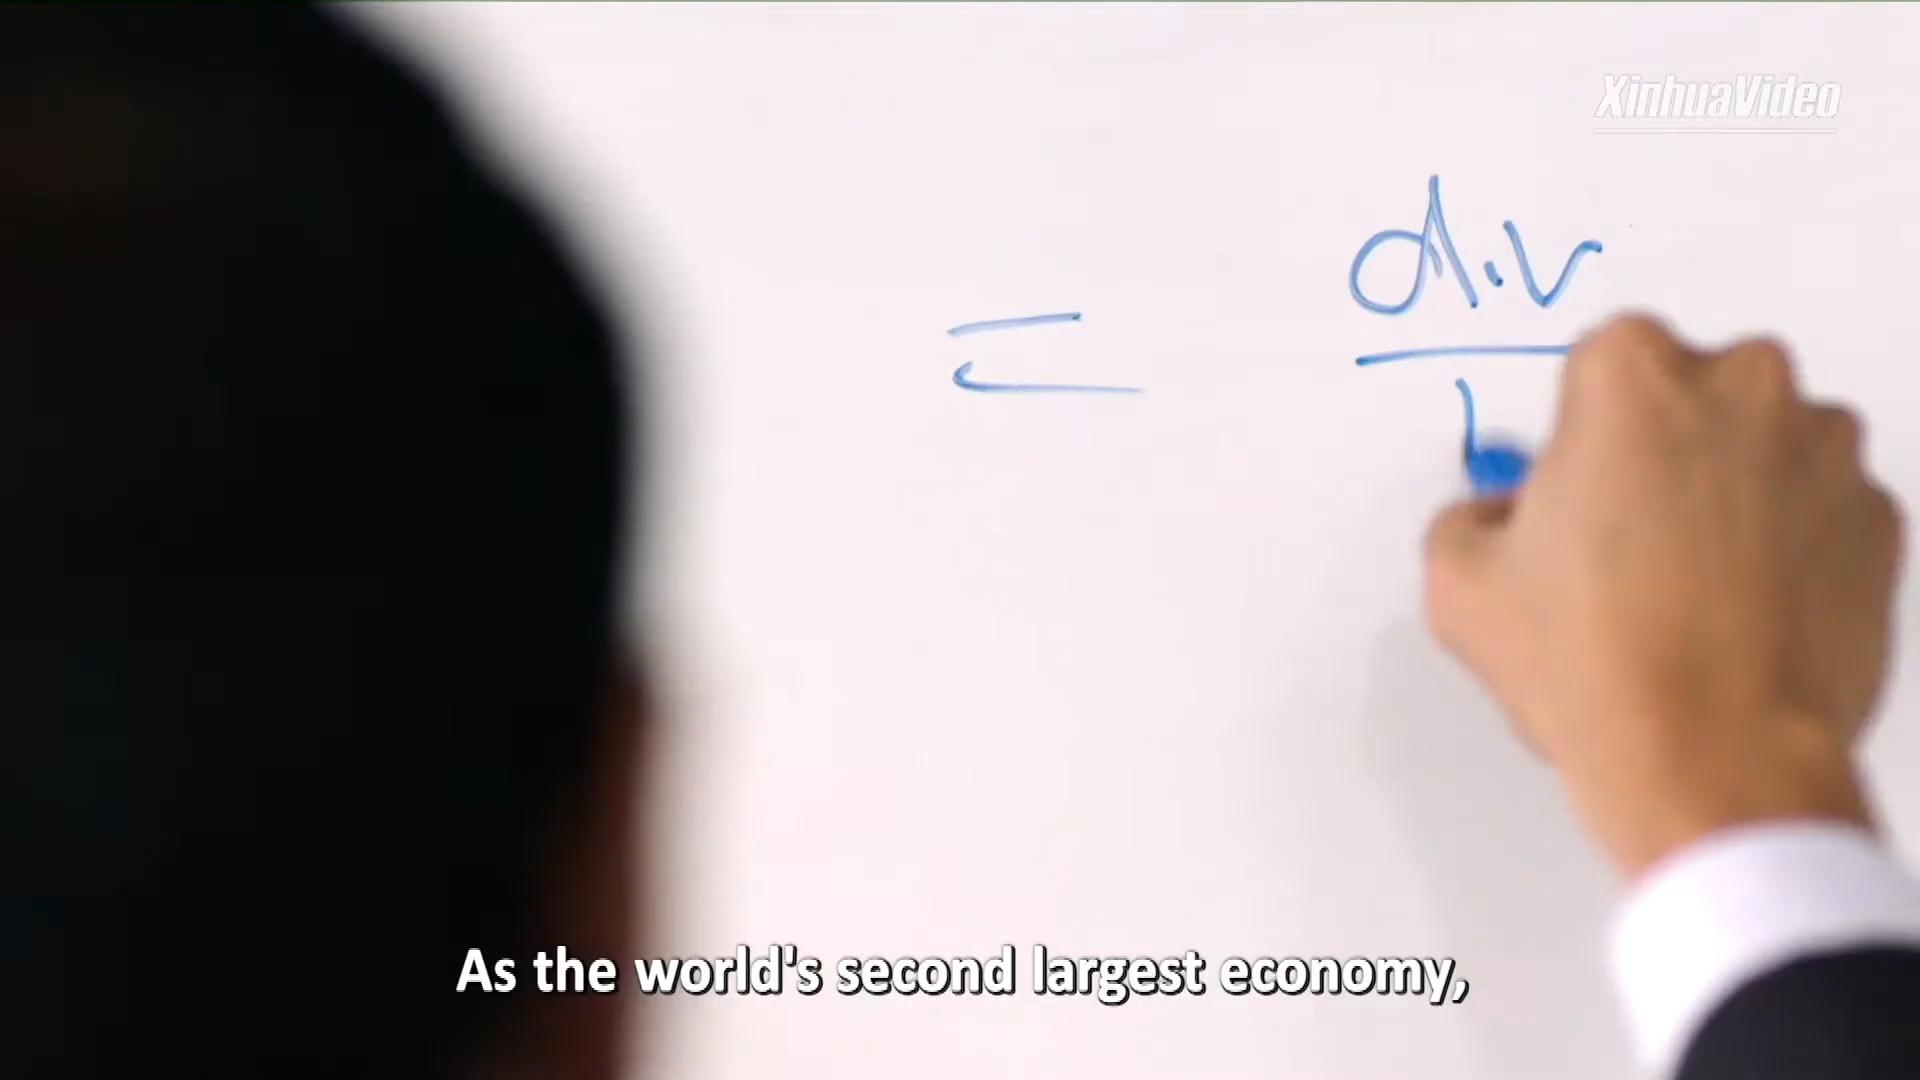 XinhuaVideo
= d.v
As the world's second largest economy,